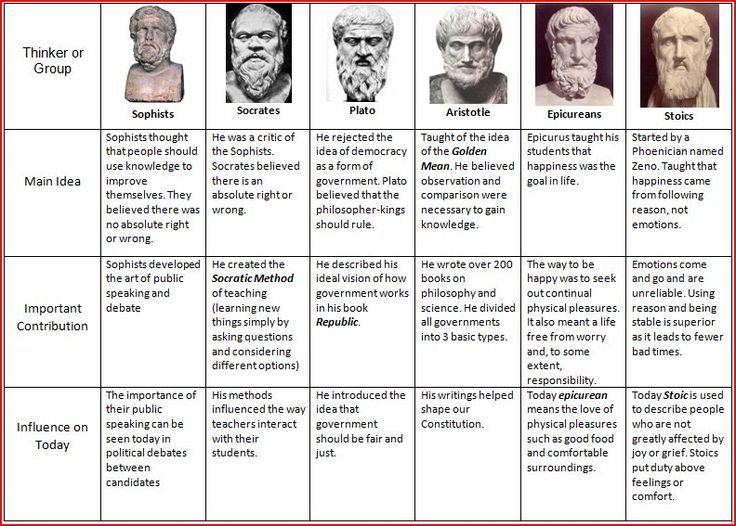 Thinker or
Group
Sophists
Socrates
Plato
Aristotle
Epicureans
Stoics
Main Idea
Sophists thought
that people should
use knowledge to
improve
themselves. They
believed there was
no absolute right
or wrong.
He was a critic of
the Sophists.
Socrates believed
there is an
absolute right or
wrong.
He rejected the
idea of democracy
as a form of
government. Plato
believed that the
philosopher-kings
should rule.
Taught of the idea
of the Golden
Mean. He believed
observation and
comparison were
necessary to gain
knowledge.
Epicurus taught his
students that
happiness was the
goal in life.
Started by a
Phoenician named
Zeno. Taught that
happiness came
from following
reason, not
emotions.
Important
Contribution
Sophists developed
the art of public
speaking and
debate
He created the
Socratic Method
of teaching
(learning new
things simply by
asking questions
and considering
different options)
He described his
ideal vision of how
government works
in his book
Republic.
He wrote over 200
books on
philosophy and
science. He divided
all governments
into 3 basic types.
The way to be
happy was to seek
out continual
physical pleasures.
It also meant a life
free from worry
and, to some
extent,
responsibility.
Emotions come
and go and are
unreliable. Using
reason and being
stable is superior
as it leads to fewer
bad times.
Influence on
Today
The importance of
their public
speaking can be
seen today in
political debates
between
candidates
His methods
influenced the way
teachers interact
with their
students.
He introduced the
idea that
government
should be fair and
just.
His writings helped
shape our
Constitution.
Today epicurean
means the love of
physical pleasures
such as good food
and comfortable
surroundings.
Today Stoic is used
to describe people
who are not
greatly affected by
joy or grief. Stoics
put duty above
feelings or
comfort.